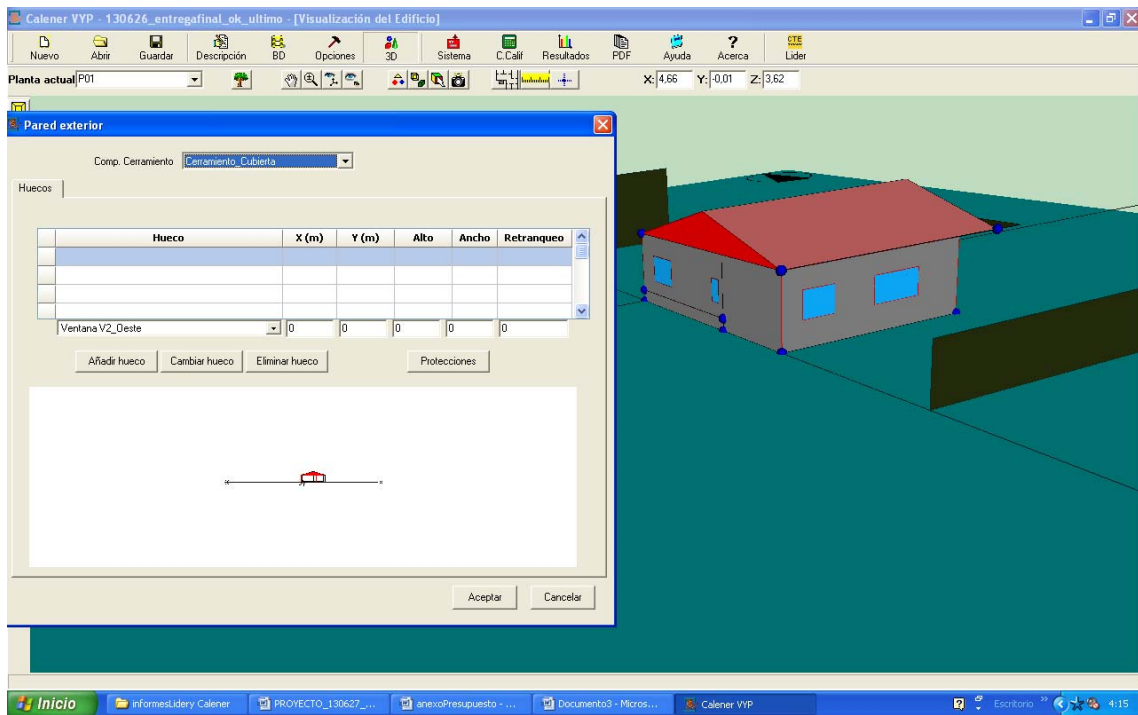 Calener VYP - 130626_entregafinal_ok_ultimo - [Visualización del Edificio]
Nuevo Abrir Guardar Descripción BD Opciones 3D Sistema C.Calif Resultados PDF Ayuda Acerca CTE Lider
Planta actual P01 X: 4,66 Y: -0,01 Z: 3,62
Pared exterior
Comp. Cerramiento Cerramiento_Cubierta
Huecos
Hueco X (m) Y (m) Alto Ancho Retranqueo
Ventana V2_Oeste 0 0 0 0 0
Añadir hueco Cambiar hueco Eliminar hueco Protecciones
Aceptar Cancelar
Inicio informesLidery Calener PROYECTO_130627_... anexoPresupuesto - ... Documento3 - Micros... Calener VYP Escritorio 4:15